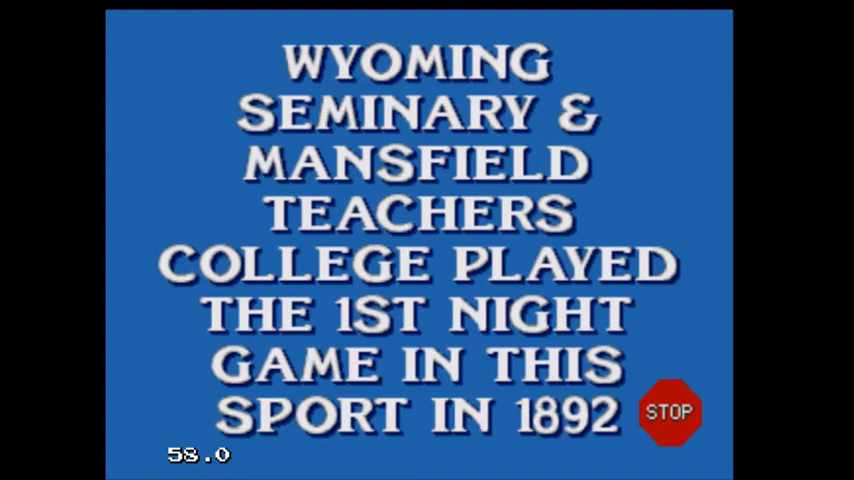 WYOMING
SEMINARY &
MANSFIELD
TEACHERS
COLLEGE PLAYED
THE 1ST NIGHT
GAME IN THIS
SPORT IN 1892
STOP
58.0